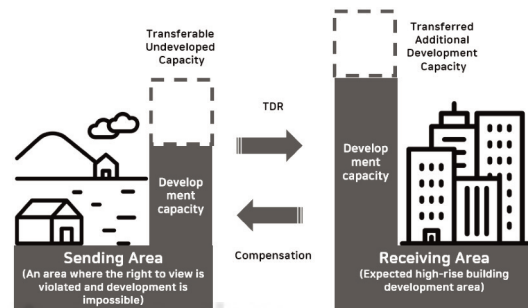 Transferable
Undeveloped
Capacity
Transferred
Additional
Development
Capacity
TDR
Develop
ment
capacity
Develop
ment
capacity
Compensation
Sending Area
(An area where the right to view is
violated and development is
impossible)
Receiving Area
(Expected high-rise building
development area)